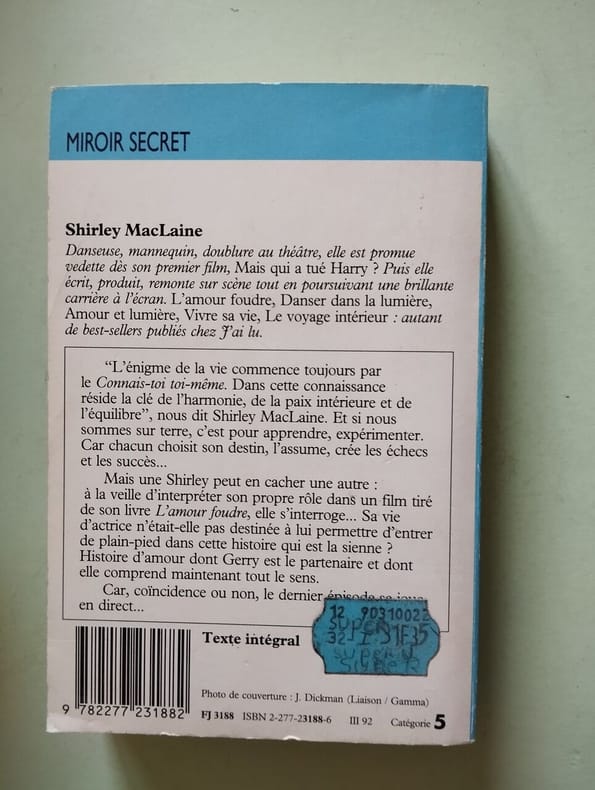 MIROIR SECRET
Shirley MacLaine
Danseuse, mannequin, doublure au théâtre, elle est promue
vedette dès son premier film, Mais qui a tué Harry ? Puis elle
écrit, produit, remonte sur scène tout en poursuivant une brillante
carrière à l'écran. L'amour foudre, Danser dans la lumière,
Amour et lumière, Vivre sa vie, Le voyage intérieur : autant
de best-sellers publiés chez J'ai lu.
“L'énigme de la vie commence toujours par
le Connais-toi toi-même. Dans cette connaissance
réside la clé de l'harmonie, de la paix intérieure et de
l'équilibre”, nous dit Shirley MacLaine. Et si nous
sommes sur terre, c'est pour apprendre, expérimenter.
Car chacun choisit son destin, l'assume, crée les échecs
et les succès...
Mais une Shirley peut en cacher une autre :
à la veille d'interpréter son propre rôle dans un film tiré
de son livre L'amour foudre, elle s'interroge... Sa vie
d'actrice n'était-elle pas destinée à lui permettre d'entrer
de plain-pied dans cette histoire qui est la sienne ?
Histoire d'amour dont Gerry est le partenaire et dont
elle comprend maintenant tout le sens.
Car, coïncidence ou non, le dernier épisode se joue
en direct...
12 90310022
32 31F35
Texte intégral
Photo de couverture : J. Dickman (Liaison / Gamma)
9 782277 231882
FJ 3188 ISBN 2-277-23188-6 III 92 Catégorie 5